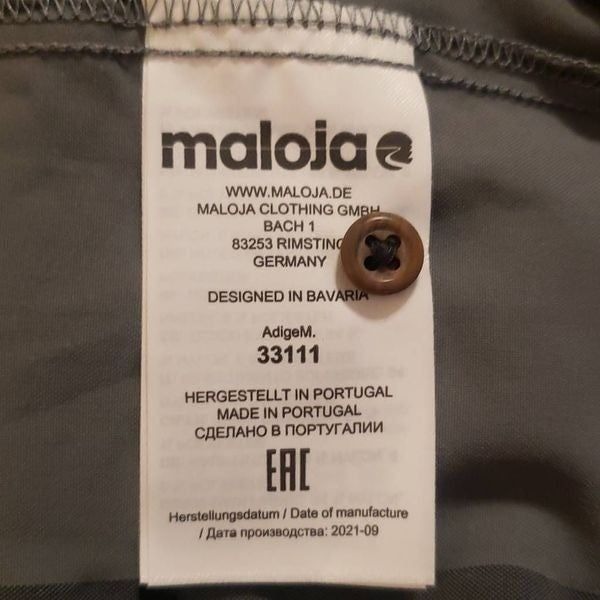 maloja
WWW.MALOJA.DE
MALOJA CLOTHING GMBH
BACH 1
83253 RIMSTING
GERMANY
DESIGNED IN BAVARIA
AdigeM.
33111
HERGESTELLT IN PORTUGAL
MADE IN PORTUGAL
СДЕЛАНО В ПОРТУГАЛИИ
EAC
Herstellungsdatum / Date of manufacture
/ Дата производства: 2021-09